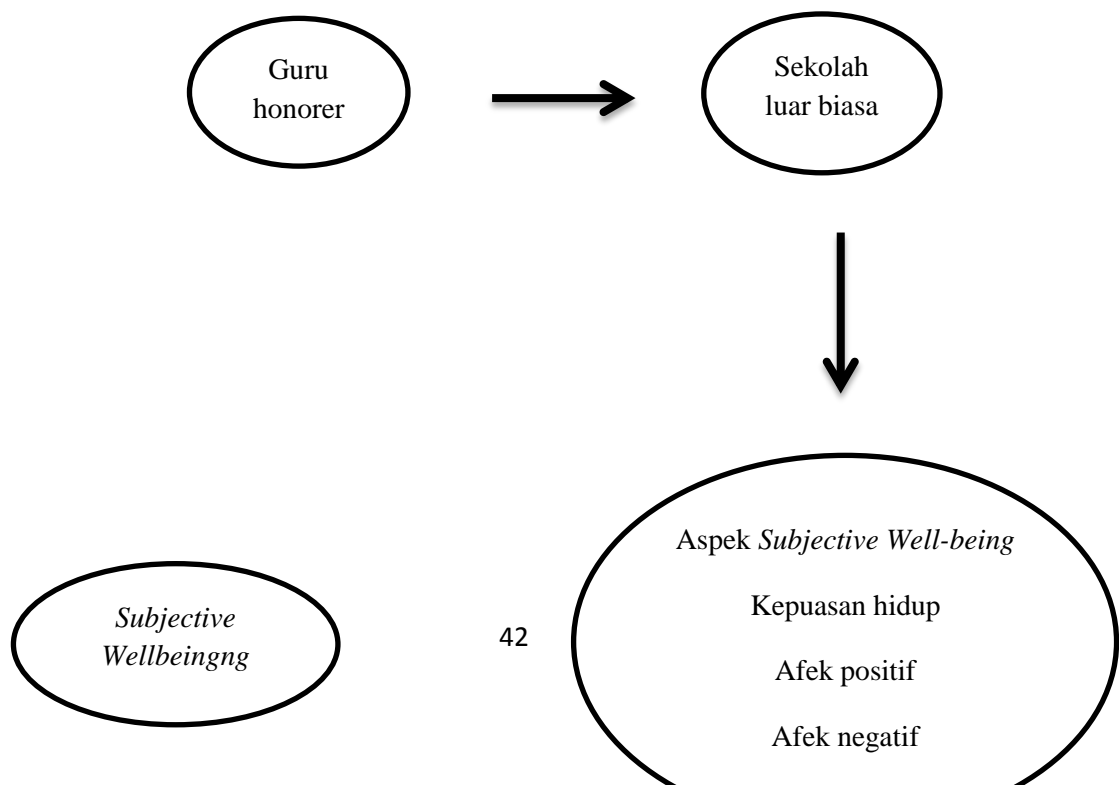 Guru
honorer
Sekolah
luar biasa
Aspek Subjective Well-being
Kepuasan hidup
Afek positif
Afek negatif
Subjective
Wellbeingng
42